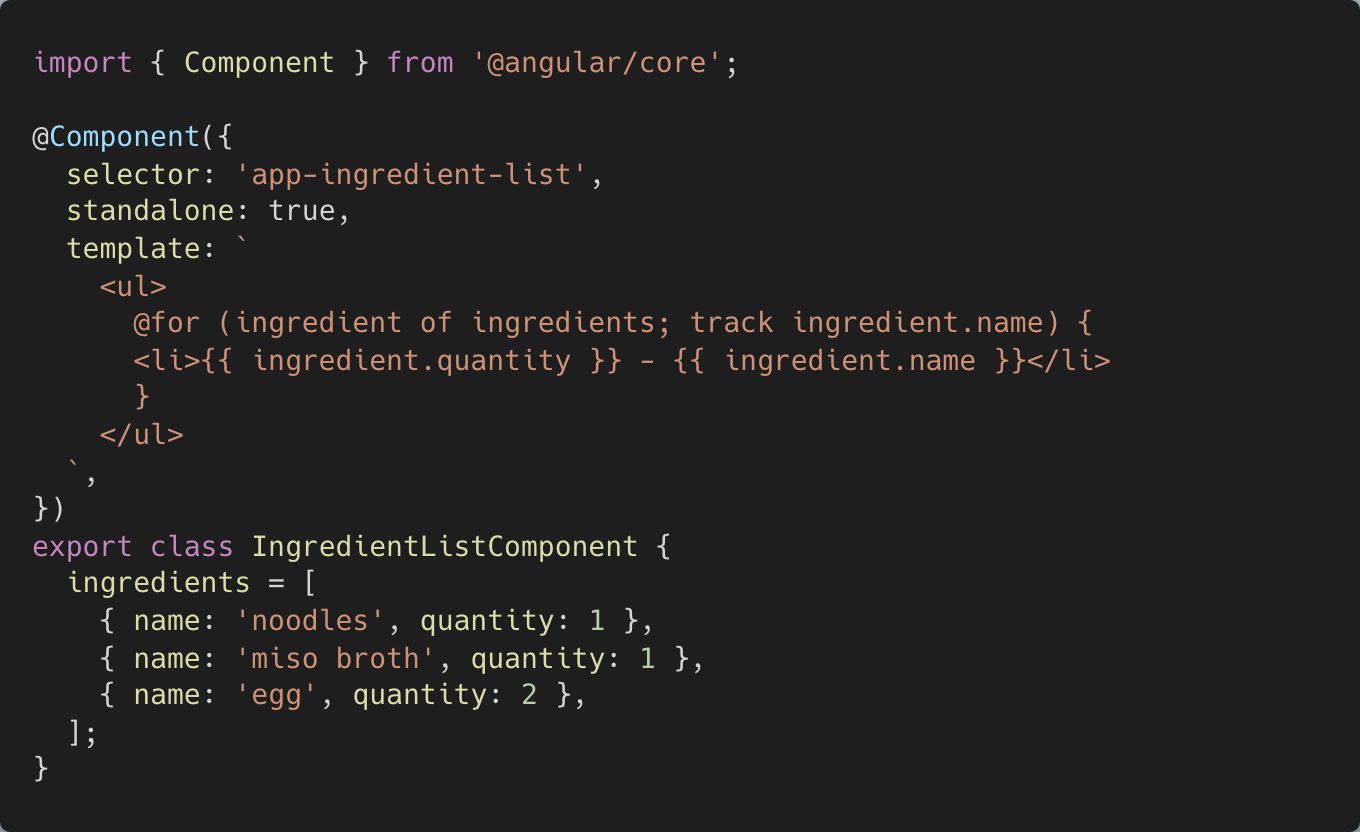 import { Component } from '@angular/core';

@Component({
  selector: 'app-ingredient-list',
  standalone: true,
  template: `
    <ul>
      @for (ingredient of ingredients; track ingredient.name) {
      <li>{{ ingredient.quantity }} - {{ ingredient.name }}</li>
      }
    </ul>
  `,
})
export class IngredientListComponent {
  ingredients = [
    { name: 'noodles', quantity: 1 },
    { name: 'miso broth', quantity: 1 },
    { name: 'egg', quantity: 2 },
  ];
}